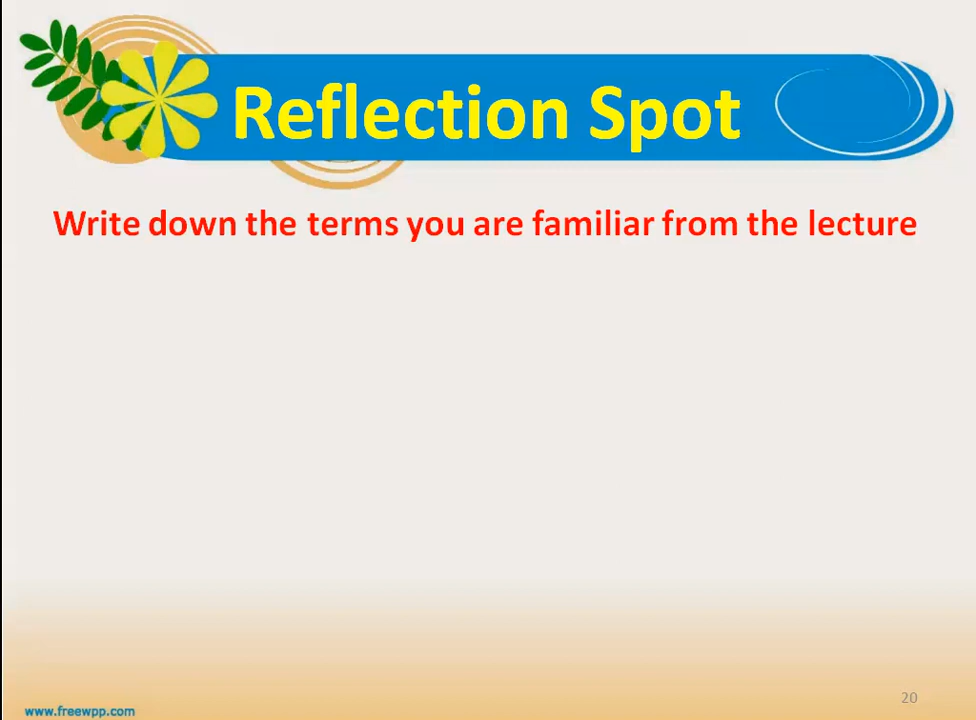 Reflection Spot
Write down the terms you are familiar from the lecture
www.freewpp.com
20